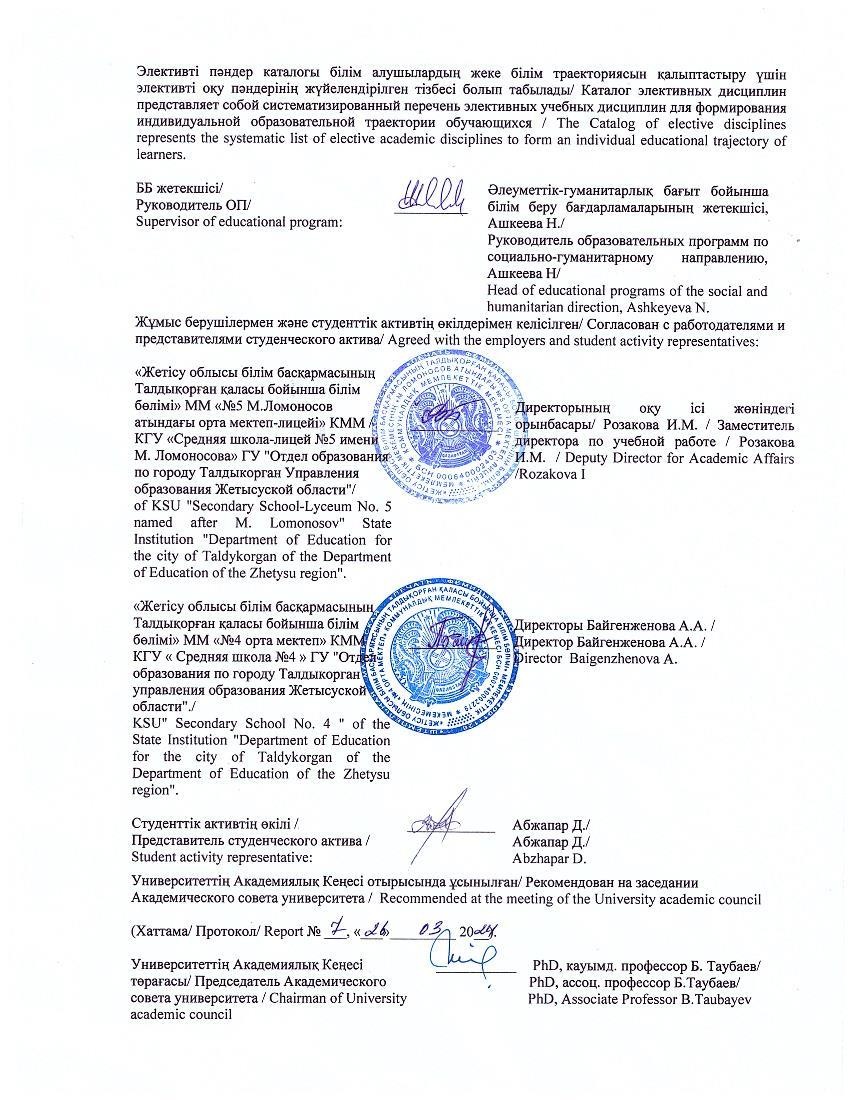 Элективті пәндер каталогы білім алушылардың жеке білім траекториясын қалыптастыру үшін
элективті оқу пәндерінің жүйелендірілген тізбесі болып табылады/ Каталог элективных дисциплин
представляет собой систематизированный перечень элективных учебных дисциплин для формирования
индивидуальной образовательной траектории обучающихся / The Catalog of elective disciplines
represents the systematic list of elective academic disciplines to form an individual educational trajectory of
learners.
ББ жетекшісі/
Руководитель ОП/
Supervisor of educational program:
Әлеуметтік-гуманитарлық бағыт бойынша
білім беру бағдарламаларының жетекшісі,
Ашкеева Н./
Руководитель образовательных программ по
социально-гуманитарному направлению,
Ашкеева Н/
Head of educational programs of the social and
humanitarian direction, Ashkeyeva N.
Жұмыс берушілермен және студенттік активтің өкілдерімен келісілген/ Согласован с работодателями и
представителями студенческого актива/ Agreed with the employers and student activity representatives:
«Жетісу облысы білім басқармасының
Талдықорған қаласы бойынша білім
бөлімі» ММ «№5 М.Ломоносов
атындағы орта мектеп-лицейі» КММ /
КГУ «Средняя школа-лицей №5 имени
М. Ломоносова» ГУ "Отдел образования
по городу Талдыкорган Управления
образования Жетысуской области"/
of KSU "Secondary School-Lyceum No. 5
named after M. Lomonosov" State
Institution "Department of Education for
the city of Taldykorgan of the Department
of Education of the Zhetysu region".
Директорының оқу ісі жөніндегі
орынбасары/ Розакова И.М. / Заместитель
директора по учебной работе / Розакова
И.М. / Deputy Director for Academic Affairs
/Rozakova I
«Жетісу облысы білім басқармасының
Талдықорған қаласы бойынша білім
бөлімі» ММ «№4 орта мектеп» КММ
КГУ « Средняя школа №4 » ГУ "Отдел
образования по городу Талдыкорган
управления образования Жетысуской
области"./
KSU" Secondary School No. 4 " of the
State Institution "Department of Education
for the city of Taldykorgan of the
Department of Education of the Zhetysu
region".
Директоры Байгенженова А.А. /
Директор Байгенженова А.А. /
Director Baigenzhenova A.
Студенттік активтің өкілі /
Представитель студенческого актива /
Student activity representative:
Абжапар Д./
Абжапар Д./
Abzhapar D.
Университеттің Академиялық Кеңесі отырысында ұсынылған/ Рекомендован на заседании
Академического совета университета / Recommended at the meeting of the University academic council
(Хаттама/ Протокол/ Report № 7, «26» 03 2024.
Университеттің Академиялық Кеңесі
төрағасы/ Председатель Академического
совета университета / Chairman of University
academic council
PhD, қауымд. профессор Б. Таубаев/
PhD, ассоц. профессор Б.Таубаев/
PhD, Associate Professor B.Taubayev